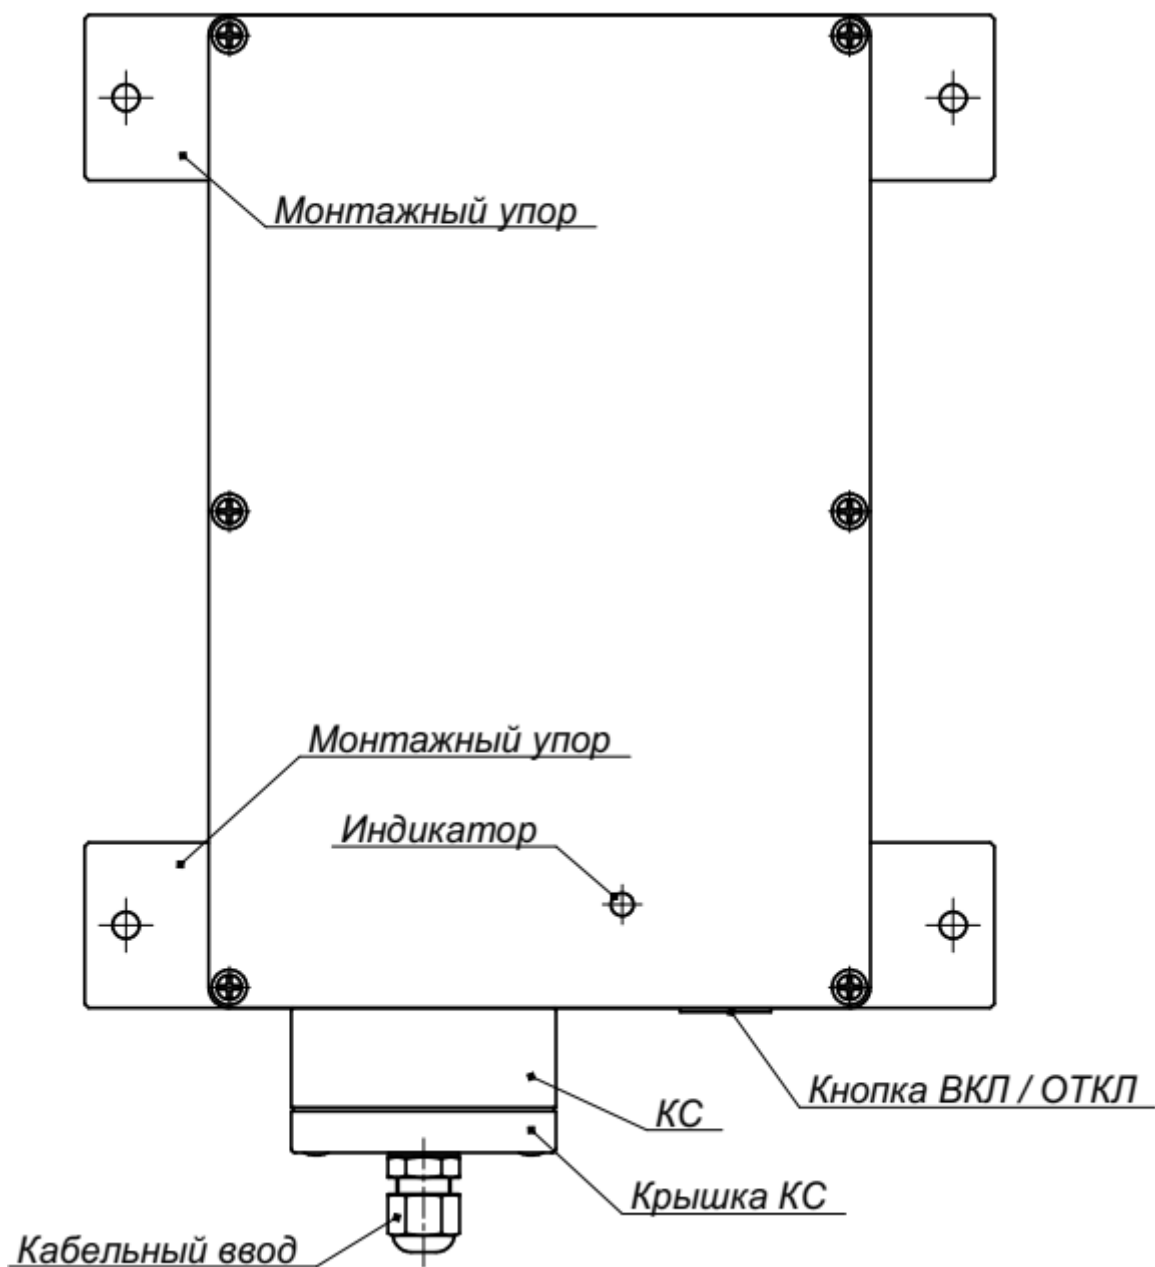 Монтажный упор
Монтажный упор
Индикатор
Кнопка ВКЛ / ОТКЛ
КС
Крышка КС
Кабельный ввод